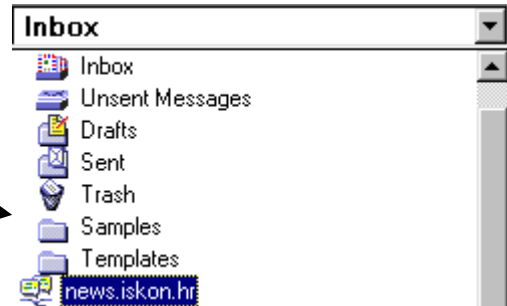 Inbox
Inbox
Unsent Messages
Drafts
Sent
Trash
Samples
Templates
news.iskon.hr